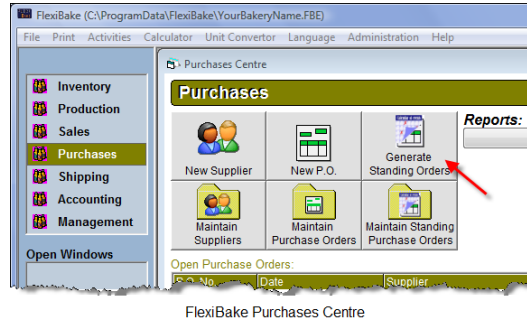 FlexiBake (C:\ProgramData\FlexiBake\YourBakeryName.FBE)
File Print Activities Calculator Unit Convertor Language Administration Help
Purchases Centre
Inventory
Production
Sales
Purchases
Shipping
Accounting
Management
Open Windows
Purchases
New Supplier
New P.O.
Generate
Standing Orders
Reports:
Maintain
Suppliers
Maintain
Purchase Orders
Maintain Standing
Purchase Orders
Open Purchase Orders:
P.O. No. Date Supplier
FlexiBake Purchases Centre